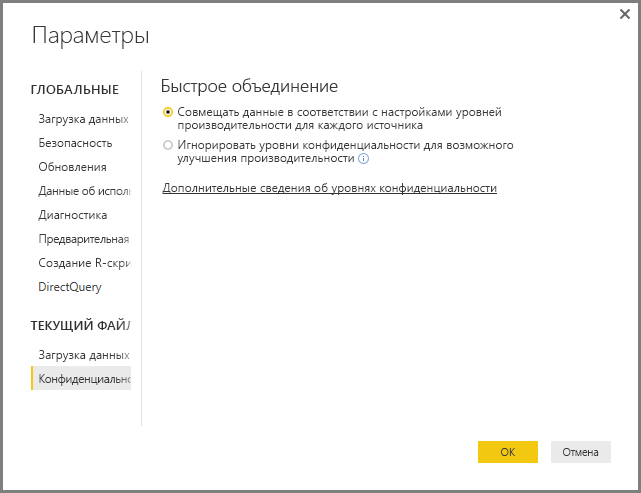 Параметры
ГЛОБАЛЬНЫЕ
Загрузка данных
Безопасность
Обновления
Данные об испол
Диагностика
Предварительная
Создание R-скри
DirectQuery
ТЕКУЩИЙ ФАЙЛ
Загрузка данных
Конфиденциально
Быстрое объединение
Совмещать данные в соответствии с настройками уровней
производительности для каждого источника
Игнорировать уровни конфиденциальности для возможного
улучшения производительности
Дополнительные сведения об уровнях конфиденциальности
ОК
Отмена